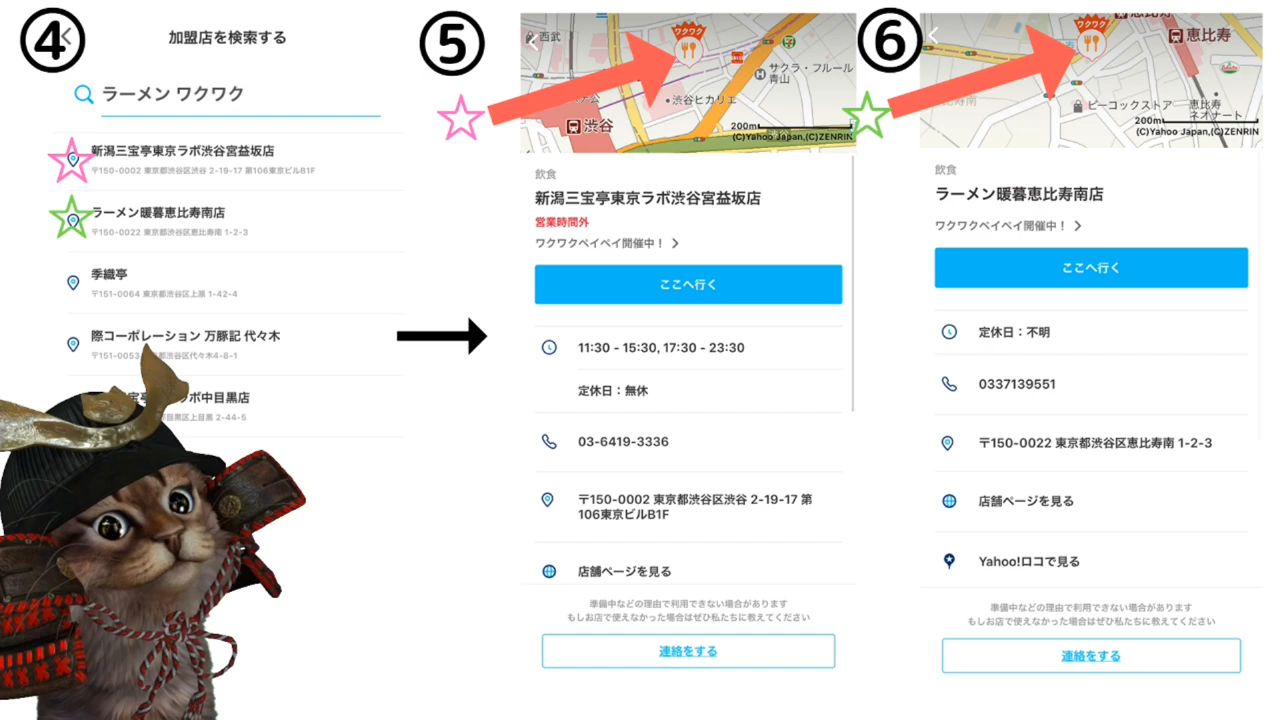 ④
加盟店を検索する
ラーメン ワクワク
新潟三宝亭東京ラボ渋谷宮益坂店
〒150-0002 東京都渋谷区渋谷 2-19-17 第106東京ビルB1F
ラーメン暖暮恵比寿南店
〒150-0022 東京都渋谷区恵比寿南 1-2-3
季織亭
〒151-0064 東京都渋谷区上原 1-42-4
際コーポレーション 万豚記 代々木
〒151-0053 都渋谷区代々木4-8-1
ボ中目黒店
目黒区上目黒 2-44-5
⑤
西武
ワクワク
サクラ・フルール
青山
渋谷ヒカリエ
渋谷
200m
(C)Yahoo Japan,(C)ZENRIN
飲食
新潟三宝亭東京ラボ渋谷宮益坂店
営業時間外
ワクワクペイペイ開催中！
ここへ行く
11:30 - 15:30, 17:30 - 23:30
定休日：無休
03-6419-3336
〒150-0002 東京都渋谷区渋谷 2-19-17 第
106東京ビルB1F
店舗ページを見る
準備中などの理由で利用できない場合があります
もしお店で使えなかった場合はぜひ私たちに教えてください
連絡をする
⑥
ワクワク
恵比寿
ピーコックストア
恵比寿
ネオナート
200m
(C)Yahoo Japan,(C)ZENRIN
飲食
ラーメン暖暮恵比寿南店
ワクワクペイペイ開催中！
ここへ行く
定休日：不明
0337139551
〒150-0022 東京都渋谷区恵比寿南 1-2-3
店舗ページを見る
Yahoo!ロコで見る
準備中などの理由で利用できない場合があります
もしお店で使えなかった場合はぜひ私たちに教えてください
連絡をする